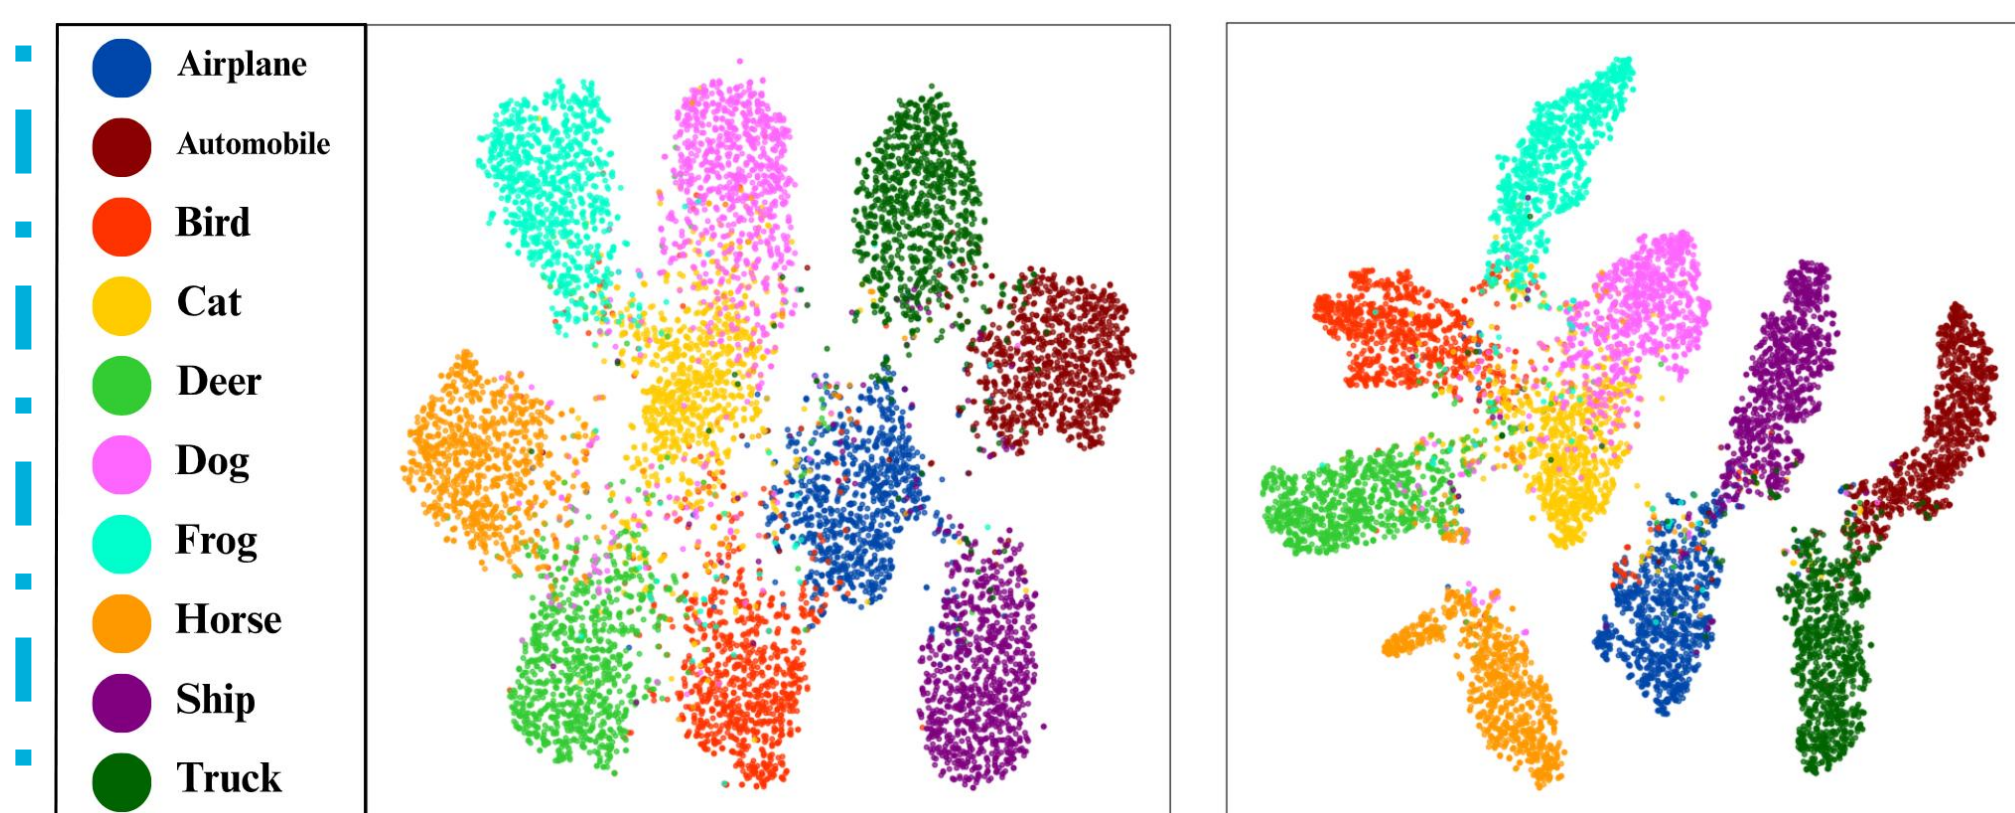 Airplane
Automobile
Bird
Cat
Deer
Dog
Frog
Horse
Ship
Truck